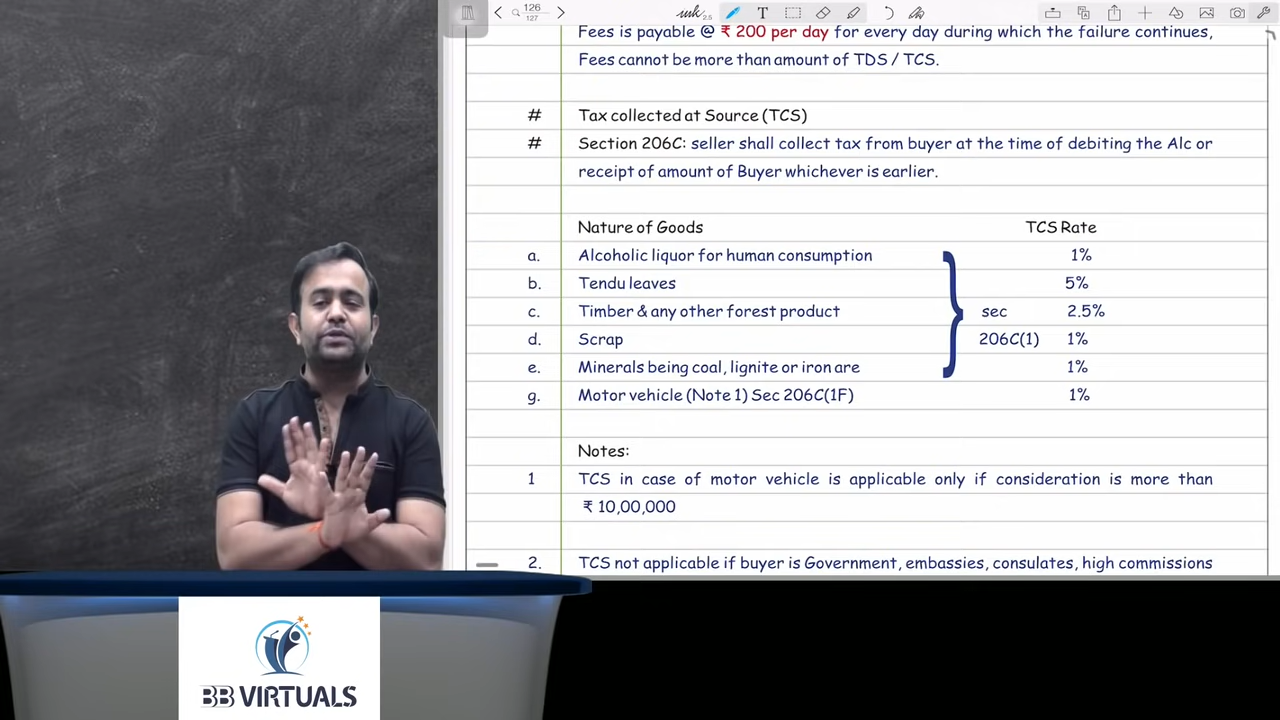 126
127
2.5
T
Fees is payable @ ₹ 200 per day for every day during which the failure continues,
Fees cannot be more than amount of TDS / TCS.
# Tax collected at Source (TCS)
# Section 206C: seller shall collect tax from buyer at the time of debiting the Alc or
receipt of amount of Buyer whichever is earlier.
Nature of Goods TCS Rate
a. Alcoholic liquor for human consumption 1%
b. Tendu leaves 5%
c. Timber & any other forest product sec 2.5%
d. Scrap 206C(1) 1%
e. Minerals being coal, lignite or iron are 1%
g. Motor vehicle (Note 1) Sec 206C(1F) 1%
Notes:
1 TCS in case of motor vehicle is applicable only if consideration is more than
₹ 10,00,000
2. TCS not applicable if buyer is Government, embassies, consulates, high commissions
BB VIRTUALS